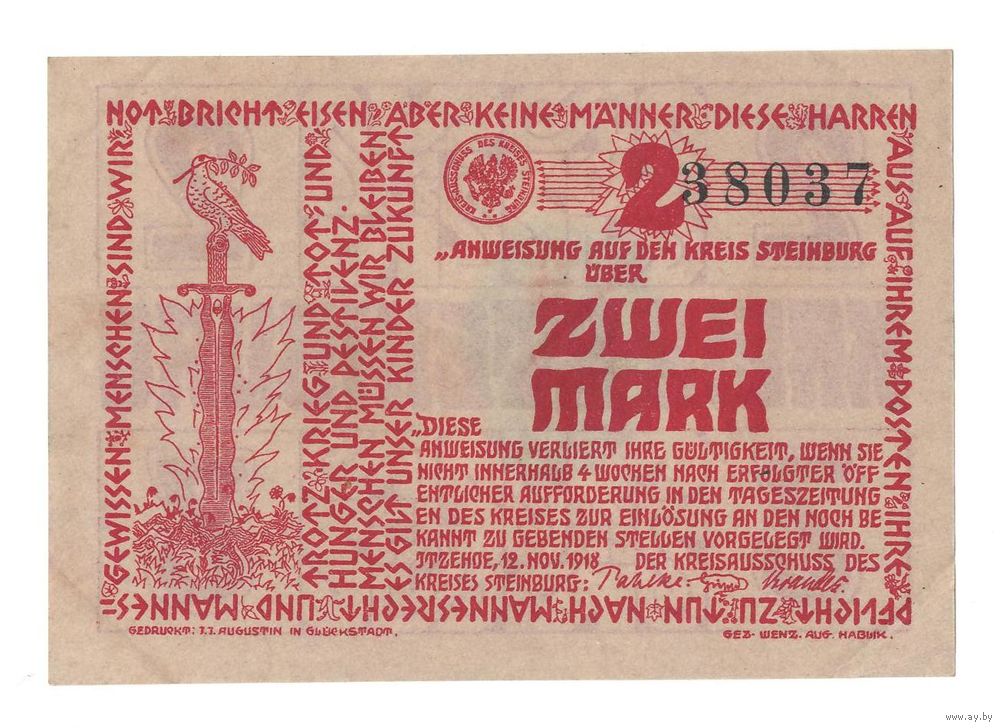 NOT BRICHT EISEN ABER KEINE MÄNNER DIESE HARREN
AUS AUF IHREM POSTEN IHRE
PFLICHT ZU TUN NACH MANNESRECHT UND MANNES
GEWISSEN MENSCHEN SIND WIR
TROTZ KRIEG UND TOT UND
HUNGER UND PESTILENZ.
MENSCHEN MÜSSEN WIR BLEIBEN
ES GILT UNSER KINDER ZUKUNFT
KREISAUSSCHUSS DES KREISES STEINBURG
2
38037
„ANWEISUNG AUF DEN KREIS STEINBURG
ÜBER
ZWEI
MARK
„DIESE
ANWEISUNG VERLIERT IHRE GÜLTIGKEIT, WENN SIE
NICHT INNERHALB 4 WOCHEN NACH ERFOLGTER ÖFF
ENTLICHER AUFFORDERUNG IN DEN TAGESZEITUNG
EN DES KREISES ZUR EINLÖSUNG AN DEN NOCH BE
KANNT ZU GEBENDEN STELLEN VORGELEGT WIRD.
ITZEHOE, 12. NOV. 1918 DER KREISAUSSCHUSS DES
KREISES STEINBURG:
GEDRUCKT: J.J. AUGUSTIN IN GLÜCKSTADT.
GEZ. WENZ. AUG. HABLIK.
www.ay.by